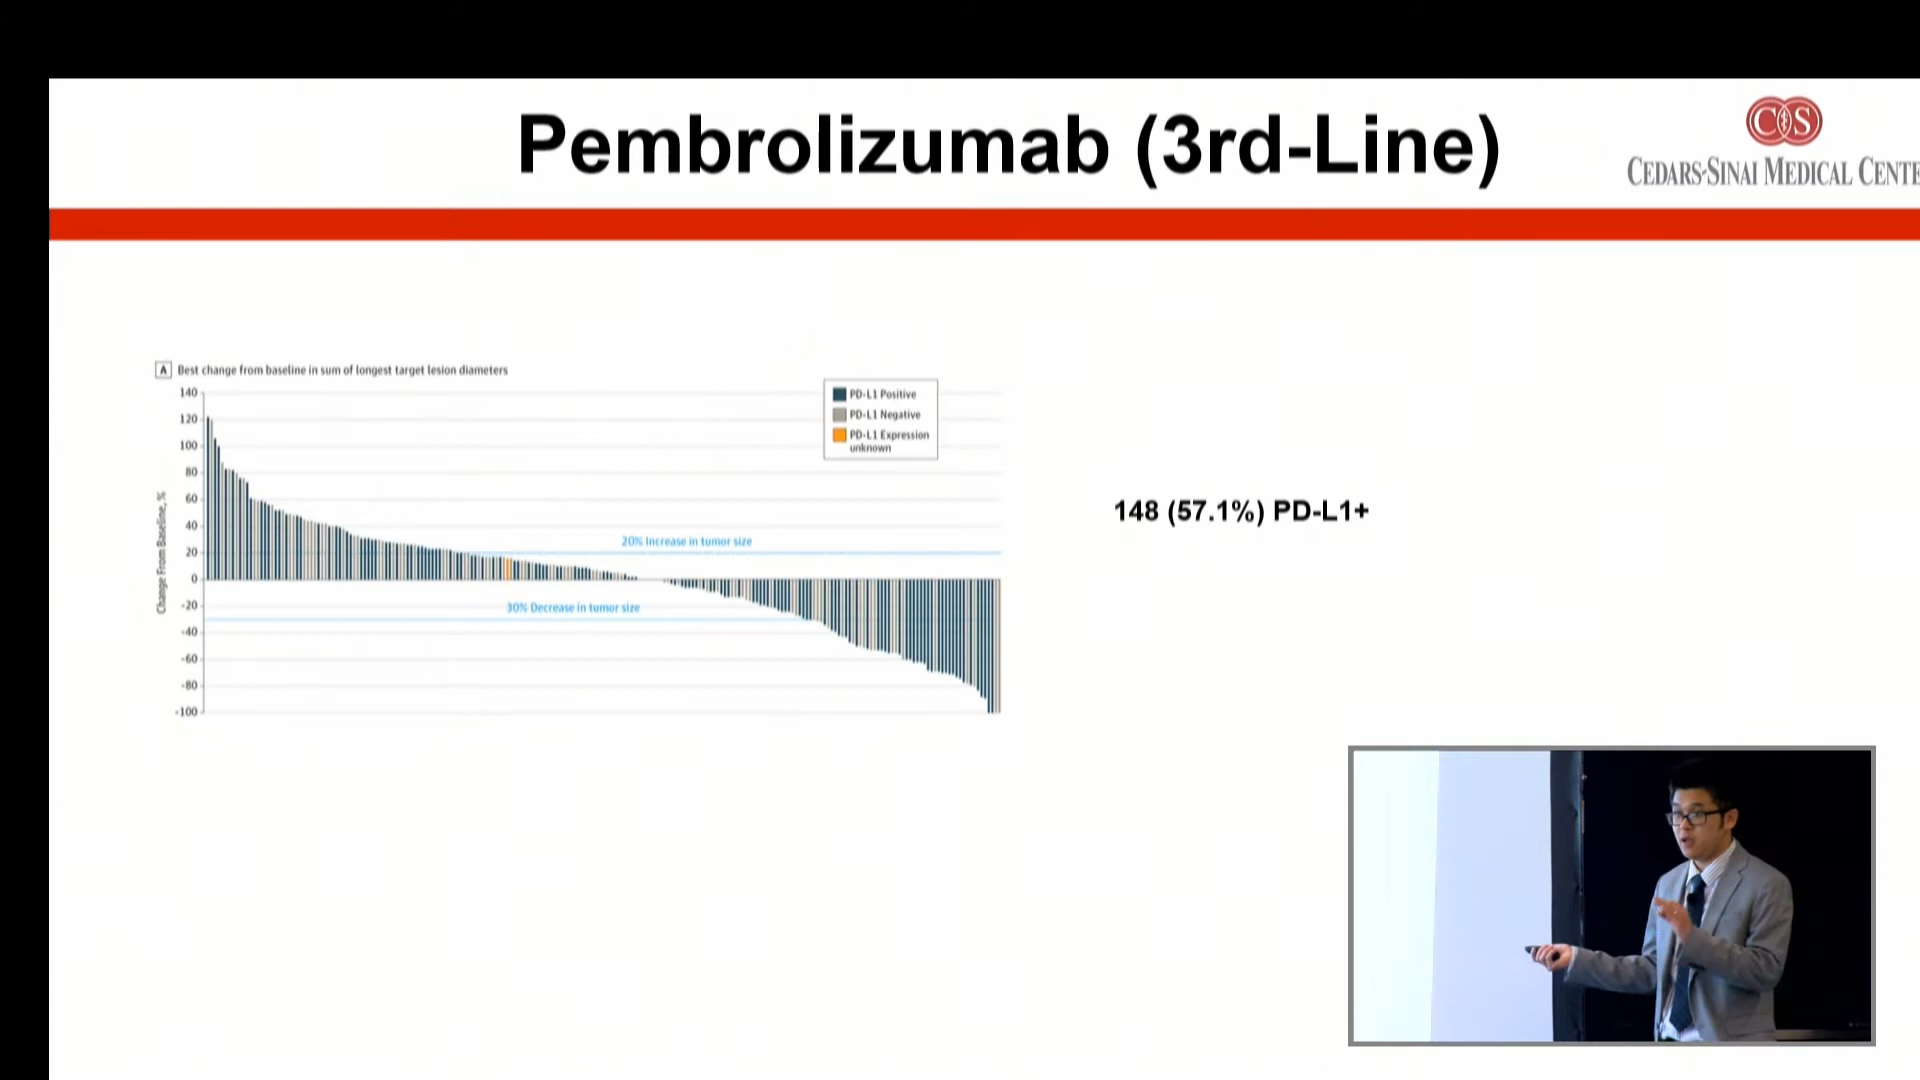 Pembrolizumab (3rd-Line)
CS
CEDARS-SINAI MEDICAL CENTE
A Best change from baseline in sum of longest target lesion diameters
PD-L1 Positive
PD-L1 Negative
PD-L1 Expression
unknown
Change From Baseline, %
140
120
100
80
60
40
20
0
-20
-40
-60
-80
-100
20% Increase in tumor size
30% Decrease in tumor size
148 (57.1%) PD-L1+